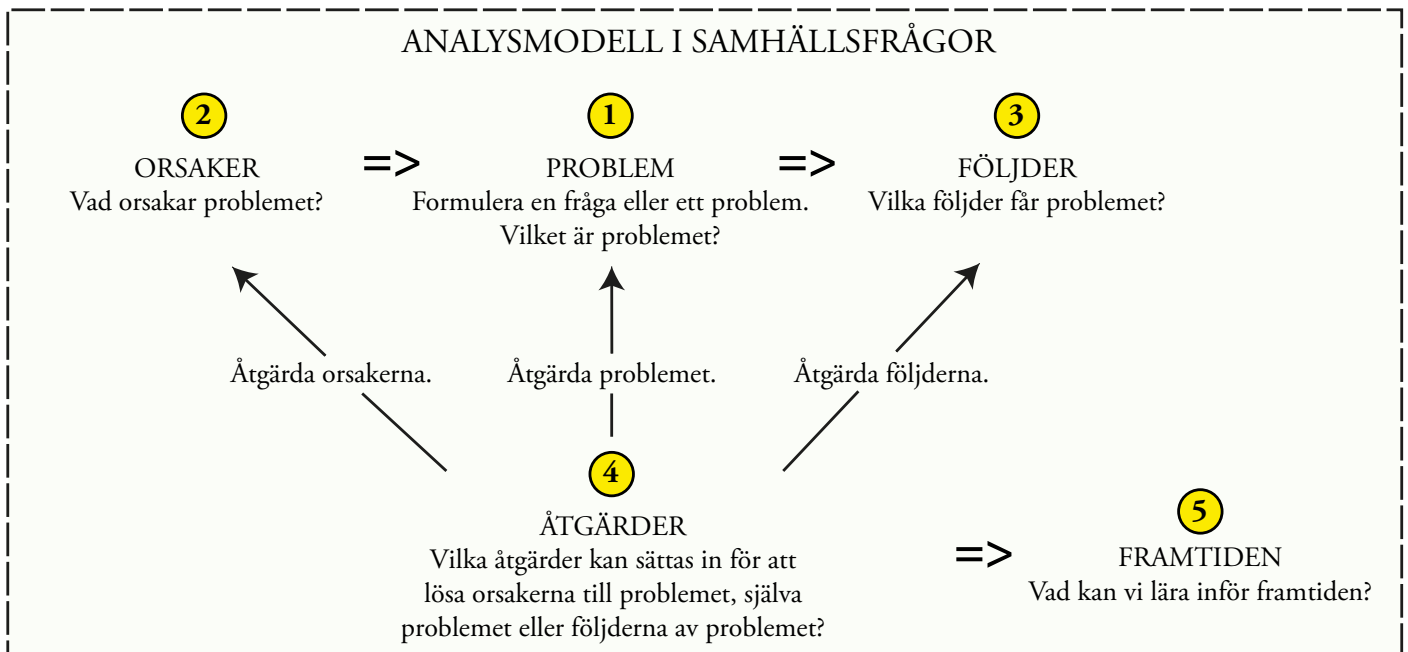 ANALYSMODELL I SAMHÄLLSFRÅGOR
2
ORSAKER
Vad orsakar problemet?
=>
1
PROBLEM
Formulera en fråga eller ett problem.
Vilket är problemet?
=>
3
FÖLJDER
Vilka följder får problemet?
Åtgärda orsakerna.
Åtgärda problemet.
Åtgärda följderna.
4
ÅTGÄRDER
Vilka åtgärder kan sättas in för att
lösa orsakerna till problemet, själva
problemet eller följderna av problemet?
=>
5
FRAMTIDEN
Vad kan vi lära inför framtiden?